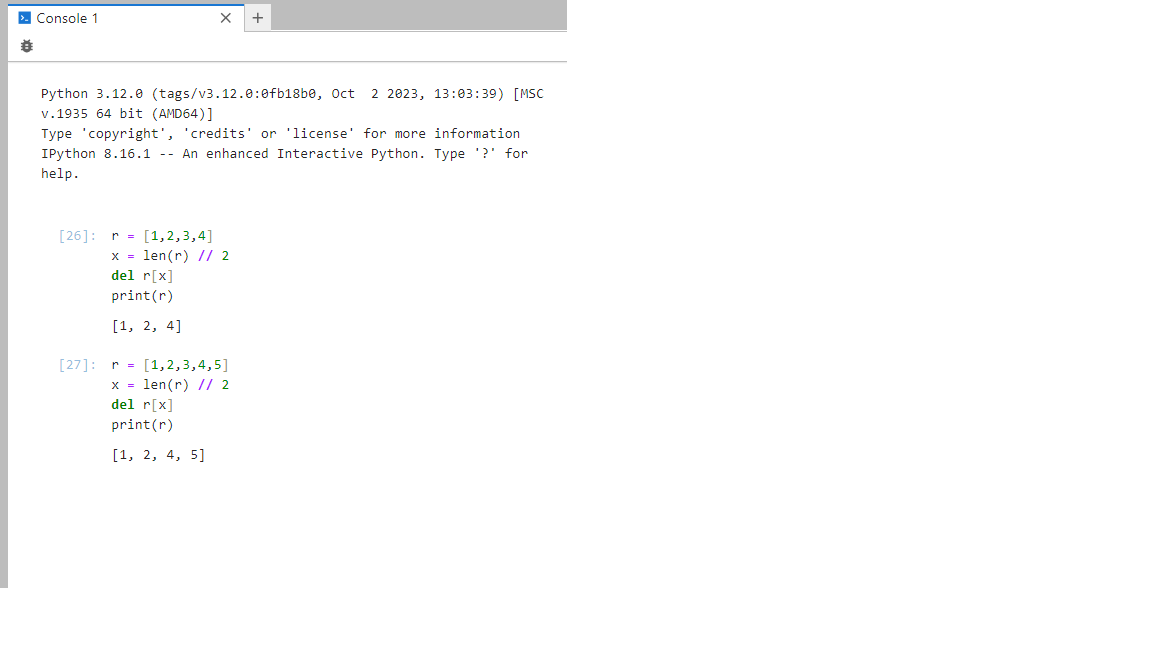 Console 1
Python 3.12.0 (tags/v3.12.0:0fb18b0, Oct  2 2023, 13:03:39) [MSC
v.1935 64 bit (AMD64)]
Type 'copyright', 'credits' or 'license' for more information
IPython 8.16.1 -- An enhanced Interactive Python. Type '?' for
help.
[26]: r = [1,2,3,4]
x = len(r) // 2
del r[x]
print(r)
[1, 2, 4]
[27]: r = [1,2,3,4,5]
x = len(r) // 2
del r[x]
print(r)
[1, 2, 4, 5]